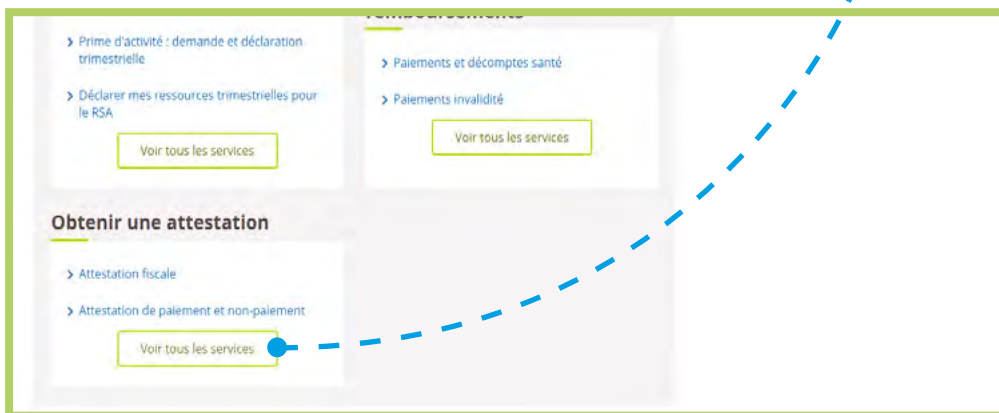 remboursements
Prime d'activité : demande et déclaration
trimestrielle
Déclarer mes ressources trimestrielles pour
le RSA
Voir tous les services
Paiements et décomptes santé
Paiements invalidité
Voir tous les services
Obtenir une attestation
Attestation fiscale
Attestation de paiement et non-paiement
Voir tous les services